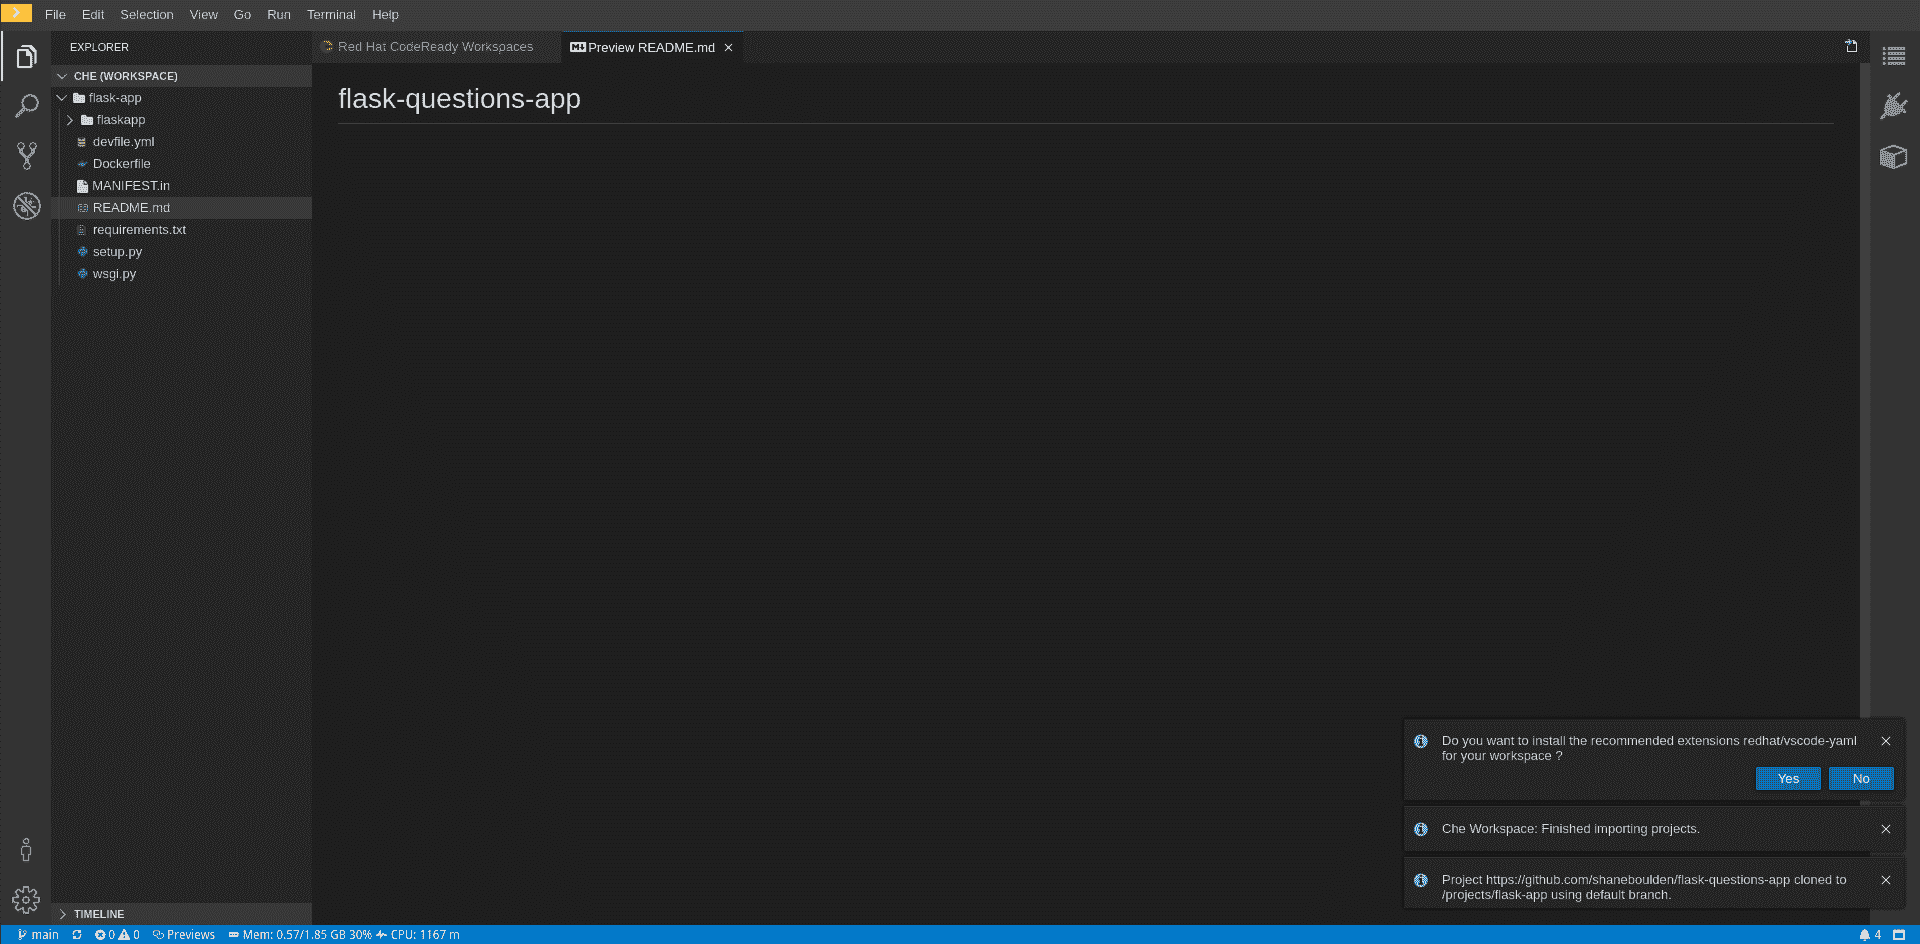 File Edit Selection View Go Run Terminal Help
EXPLORER
Red Hat CodeReady Workspaces
Preview README.md
CHE (WORKSPACE)
flask-app
flaskapp
devfile.yml
Dockerfile
MANIFEST.in
README.md
requirements.txt
setup.py
wsgi.py
flask-questions-app
Do you want to install the recommended extensions redhat/vscode-yaml
for your workspace ?
Yes No
Che Workspace: Finished importing projects.
Project https://github.com/shaneboulden/flask-questions-app cloned to
/projects/flask-app using default branch.
TIMELINE
main 0 0 Previews Mem: 0.57/1.85 GB 30% CPU: 1167 m 4